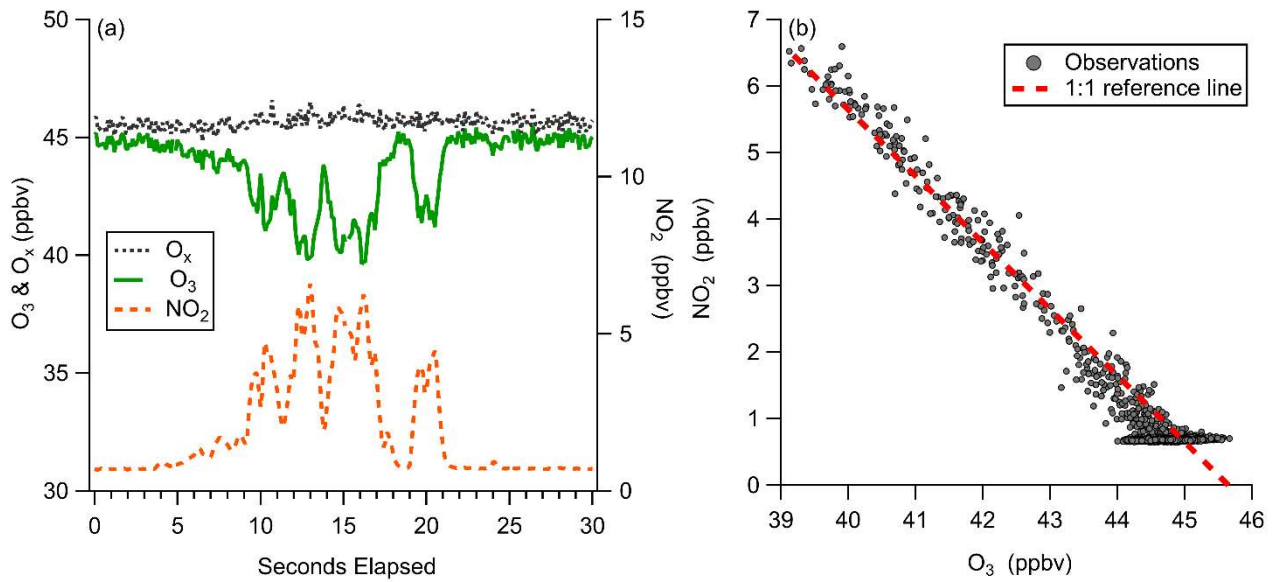 (a)
50
45
40
35
30
O₃ & Oₓ (ppbv)
Oₓ
O₃
NO₂
15
10
5
0
NO₂ (ppbv)
0 5 10 15 20 25 30
Seconds Elapsed
(b)
7
6
5
4
3
2
1
0
NO₂ (ppbv)
Observations
1:1 reference line
39 40 41 42 43 44 45 46
O₃ (ppbv)